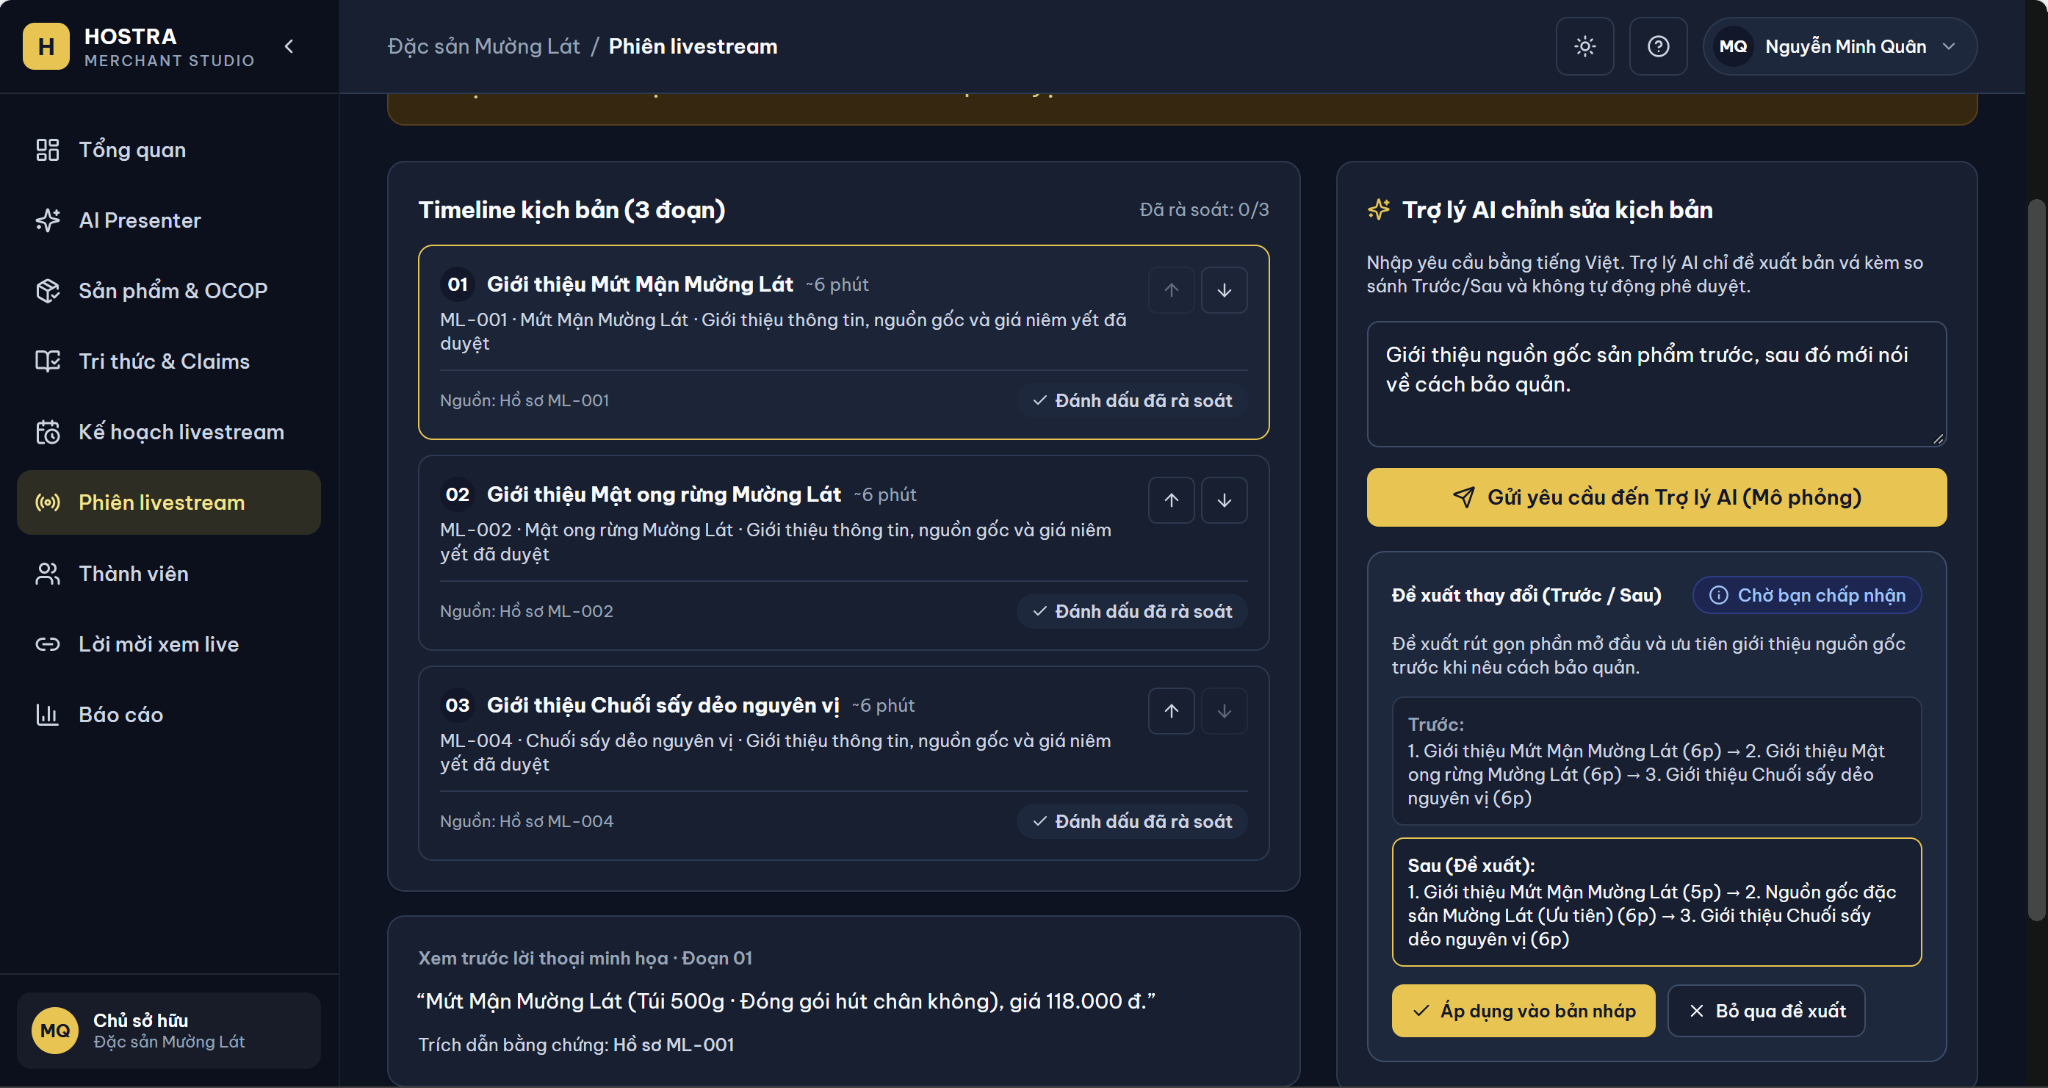 H
HOSTRA
MERCHANT STUDIO
Đặc sản Mường Lát / Phiên livestream
MQ Nguyễn Minh Quân
Tổng quan
AI Presenter
Sản phẩm & OCOP
Tri thức & Claims
Kế hoạch livestream
Phiên livestream
Thành viên
Lời mời xem live
Báo cáo
MQ
Chủ sở hữu
Đặc sản Mường Lát
Timeline kịch bản (3 đoạn)
Đã rà soát: 0/3
01 Giới thiệu Mứt Mận Mường Lát ~6 phút
ML-001 · Mứt Mận Mường Lát · Giới thiệu thông tin, nguồn gốc và giá niêm yết đã
duyệt
Nguồn: Hồ sơ ML-001
Đánh dấu đã rà soát
02 Giới thiệu Mật ong rừng Mường Lát ~6 phút
ML-002 · Mật ong rừng Mường Lát · Giới thiệu thông tin, nguồn gốc và giá niêm
yết đã duyệt
Nguồn: Hồ sơ ML-002
Đánh dấu đã rà soát
03 Giới thiệu Chuối sấy dẻo nguyên vị ~6 phút
ML-004 · Chuối sấy dẻo nguyên vị · Giới thiệu thông tin, nguồn gốc và giá niêm
yết đã duyệt
Nguồn: Hồ sơ ML-004
Đánh dấu đã rà soát
Xem trước lời thoại minh họa · Đoạn 01
“Mứt Mận Mường Lát (Túi 500g · Đóng gói hút chân không), giá 118.000 đ.”
Trích dẫn bằng chứng: Hồ sơ ML-001
Trợ lý AI chỉnh sửa kịch bản
Nhập yêu cầu bằng tiếng Việt. Trợ lý AI chỉ đề xuất bản vá kèm so
sánh Trước/Sau và không tự động phê duyệt.
Giới thiệu nguồn gốc sản phẩm trước, sau đó mới nói
về cách bảo quản.
Gửi yêu cầu đến Trợ lý AI (Mô phỏng)
Đề xuất thay đổi (Trước / Sau)
Chờ bạn chấp nhận
Đề xuất rút gọn phần mở đầu và ưu tiên giới thiệu nguồn gốc
trước khi nêu cách bảo quản.
Trước:
1. Giới thiệu Mứt Mận Mường Lát (6p) → 2. Giới thiệu Mật
ong rừng Mường Lát (6p) → 3. Giới thiệu Chuối sấy dẻo
nguyên vị (6p)
Sau (Đề xuất):
1. Giới thiệu Mứt Mận Mường Lát (5p) → 2. Nguồn gốc đặc
sản Mường Lát (Ưu tiên) (6p) → 3. Giới thiệu Chuối sấy
dẻo nguyên vị (6p)
Áp dụng vào bản nháp
Bỏ qua đề xuất